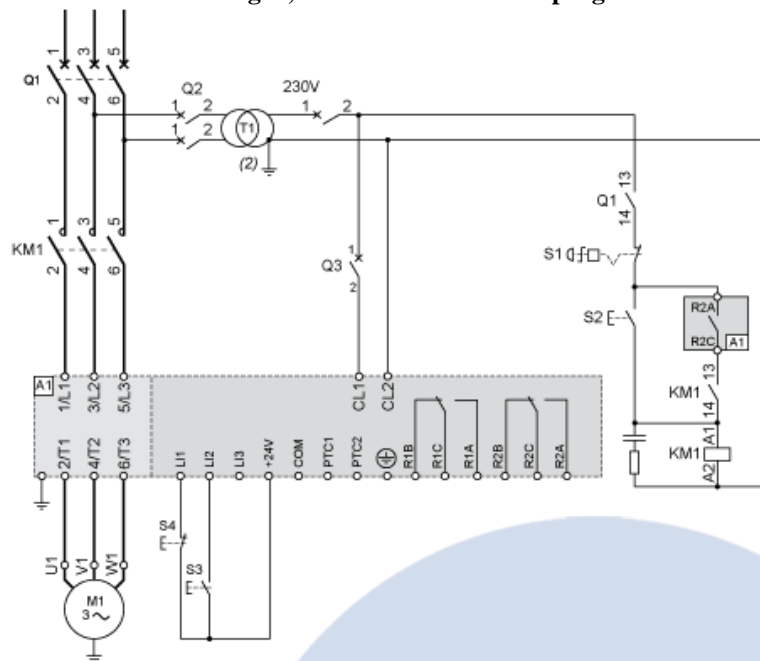 1 3 5
Q1
2 4 6
Q2
1 2
1 2
T1
(2)
230V
1 2
Q1
13
14
KM1
1 3 5
2 4 6
Q3
1
2
S1
S2
R2A
R2C
A1
KM1
13
14
KM1
A1
A2
A1
1/L1 3/L2 5/L3
CL1 CL2
2/T1 4/T2 6/T3
LI1 LI2 LI3 +24V COM PTC1 PTC2 R1B R1C R1A R2B R2C R2A
S4
S3
U1 V1 W1
M1
3